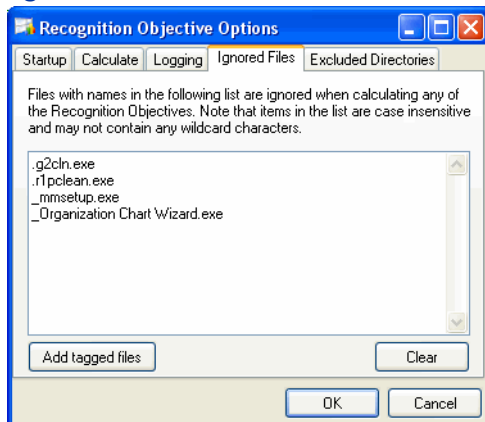 Recognition Objective Options
Startup Calculate Logging Ignored Files Excluded Directories
Files with names in the following list are ignored when calculating any of
the Recognition Objectives. Note that items in the list are case insensitive
and may not contain any wildcard characters.
.g2cln.exe
.r1pclean.exe
_mmsetup.exe
_Organization Chart Wizard.exe
Add tagged files Clear
OK Cancel